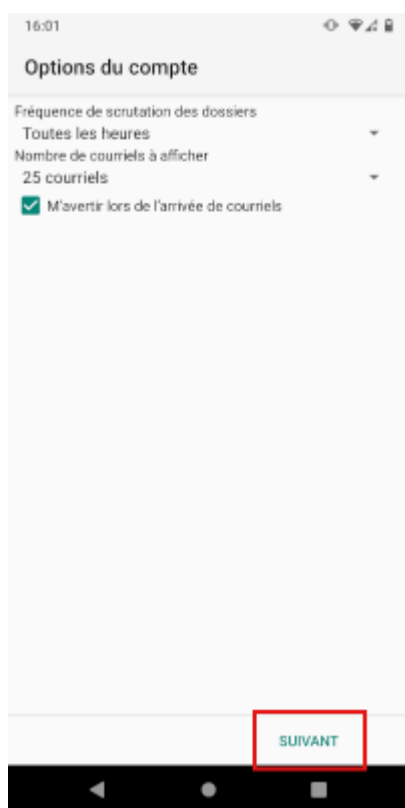 16:01
Options du compte
Fréquence de scrutation des dossiers
Toutes les heures
Nombre de courriels à afficher
25 courriels
M'avertir lors de l'arrivée de courriels
SUIVANT